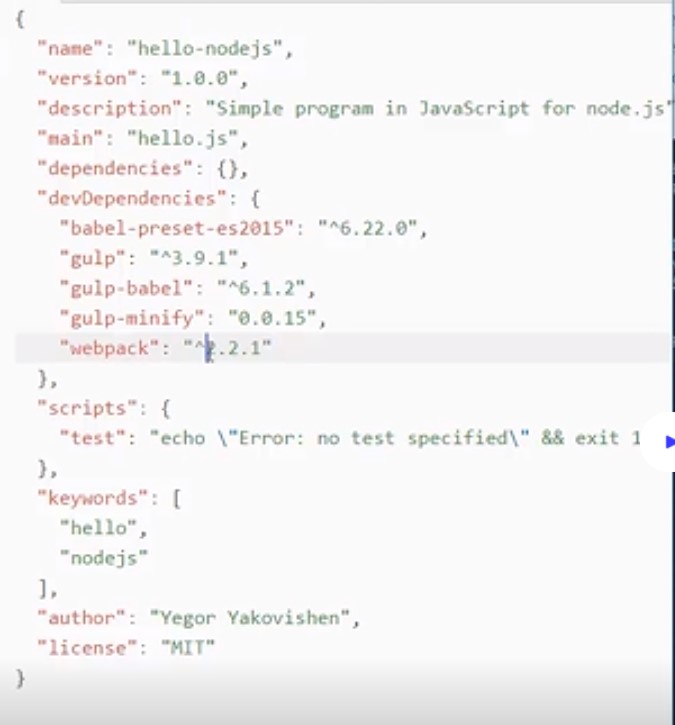 {
"name": "hello-nodejs",
"version": "1.0.0",
"description": "Simple program in JavaScript for node.js"
"main": "hello.js",
"dependencies": {},
"devDependencies": {
"babel-preset-es2015": "^6.22.0",
"gulp": "^3.9.1",
"gulp-babel": "^6.1.2",
"gulp-minify": "0.0.15",
"webpack": "^2.2.1"
},
"scripts": {
"test": "echo \"Error: no test specified\" && exit 1
},
"keywords": [
"hello",
"nodejs"
],
"author": "Yegor Yakovishen",
"license": "MIT"
}